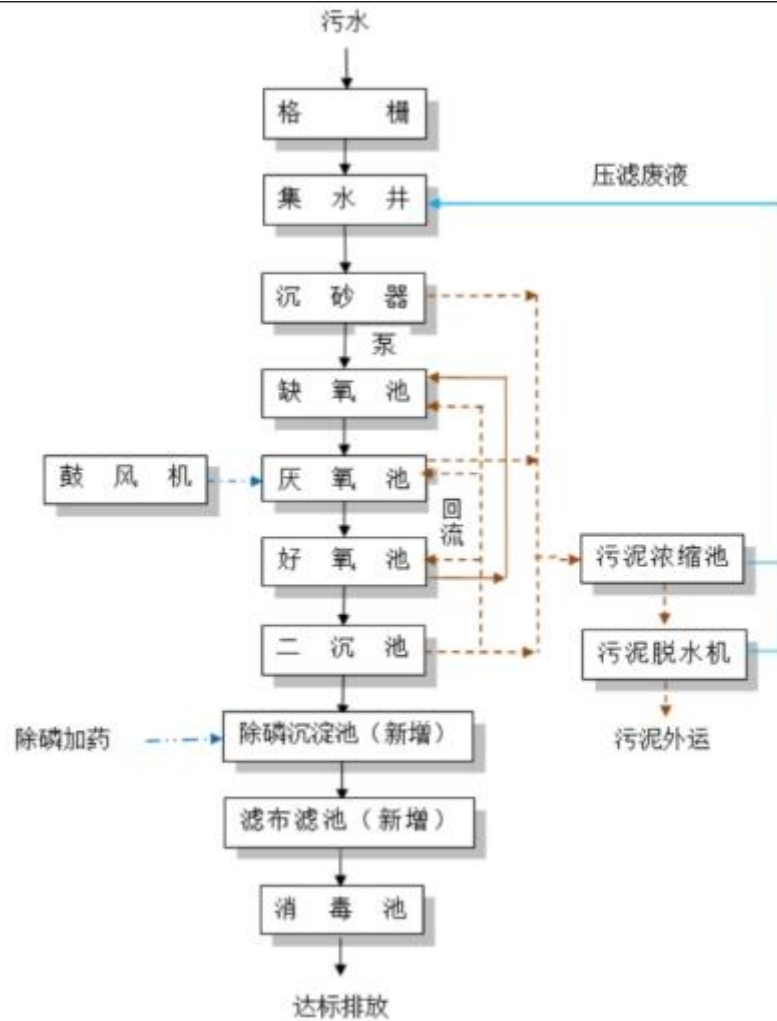 污水
格栅
集水井
压滤废液
沉砂器
泵
缺氧池
鼓风机
厌氧池
回流
好氧池
污泥浓缩池
二沉池
污泥脱水机
除磷加药
除磷沉淀池（新增）
污泥外运
滤布滤池（新增）
消毒池
达标排放